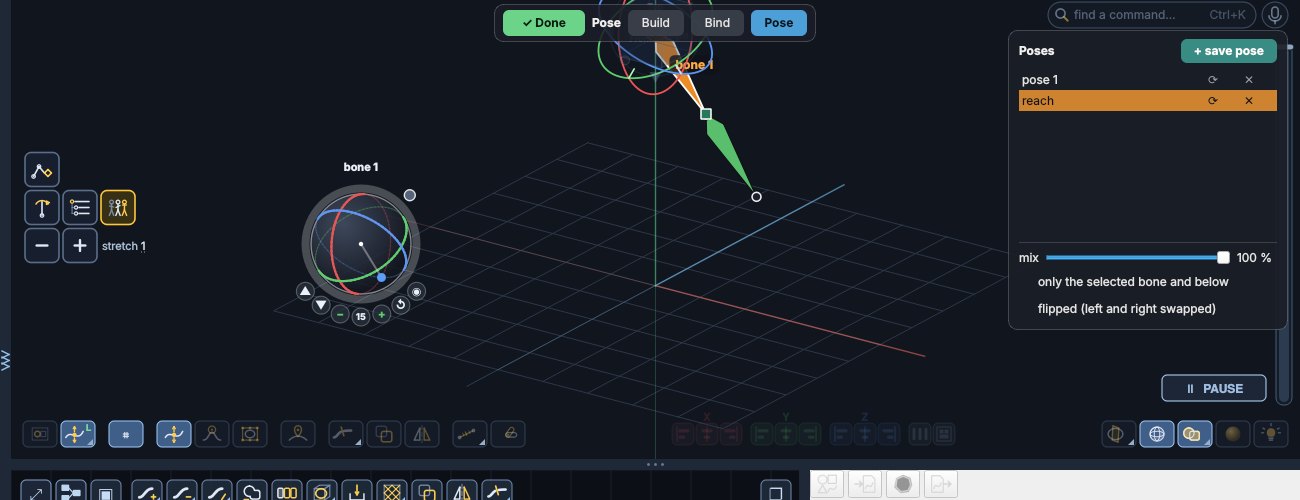 ✓ Done Pose Build Bind Pose
find a command... Ctrl+K
Poses + save pose
pose 1
reach
bone 1
bone 1
stretch 1
15
mix 100 %
only the selected bone and below
flipped (left and right swapped)
PAUSE
L
X Y Z